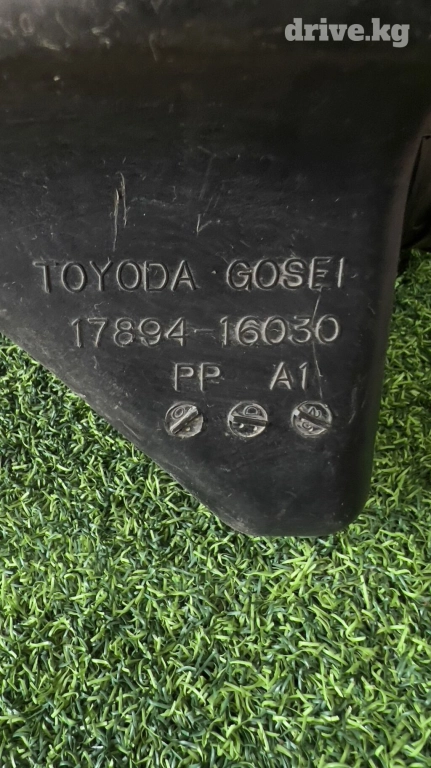 drive.kg
TOYODA GOSEI
17894-16030
PP A1